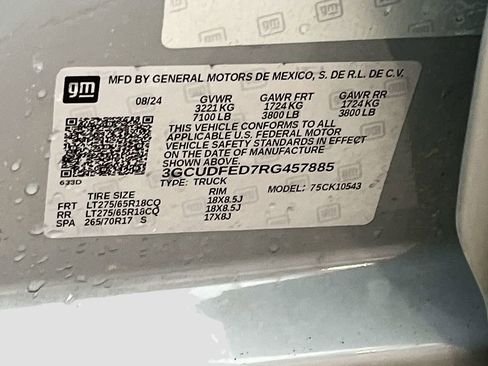 gm
MFD BY GENERAL MOTORS DE MEXICO, S. DE R.L. DE C.V.
08/24 GVWR GAWR FRT GAWR RR
3221 KG 1724 KG 1724 KG
7100 LB 3800 LB 3800 LB
THIS VEHICLE CONFORMS TO ALL
APPLICABLE U.S. FEDERAL MOTOR
VEHICLE SAFETY STANDARDS IN EFFECT
ON THE DATE OF MANUFACTURE
SHOWN ABOVE.
3GCUDFED7RG457885
633D TYPE: TRUCK
TIRE SIZE RIM MODEL: 75CK10543
FRT LT275/65R18CQ 18X8.5J
RR LT275/65R18CQ 18X8.5J
SPA 265/70R17 S 17X8J